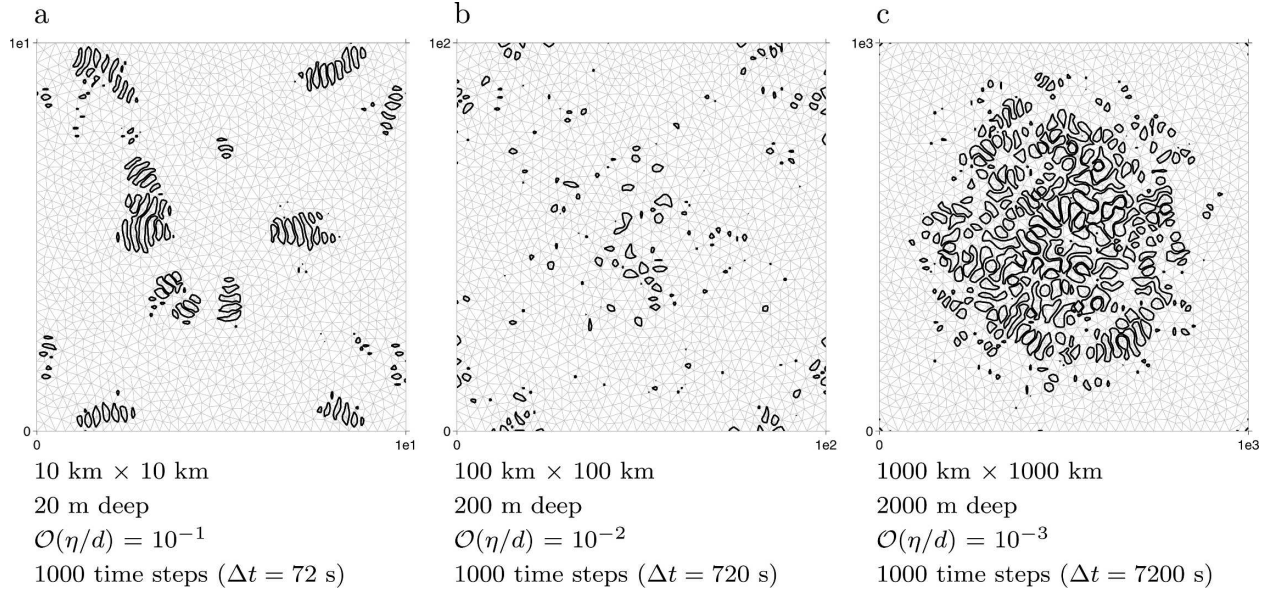 a
1e1
0
0
1e1
10 km × 10 km
20 m deep
𝒪(η/d) = 10⁻¹
1000 time steps (Δt = 72 s)
b
1e2
0
0
1e2
100 km × 100 km
200 m deep
𝒪(η/d) = 10⁻²
1000 time steps (Δt = 720 s)
c
1e3
0
0
1e3
1000 km × 1000 km
2000 m deep
𝒪(η/d) = 10⁻³
1000 time steps (Δt = 7200 s)